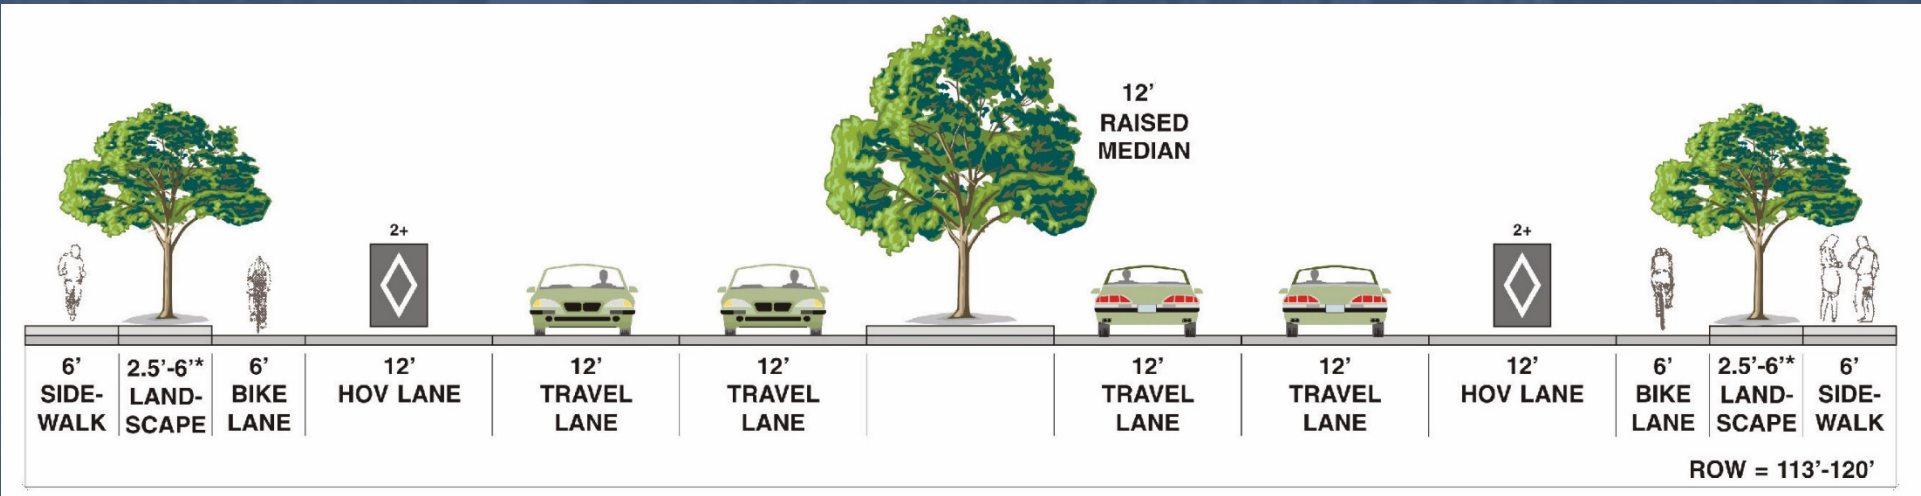 12'
RAISED
MEDIAN
2+
2+
6'
SIDE-
WALK
2.5'-6'*
LAND-
SCAPE
6'
BIKE
LANE
12'
HOV LANE
12'
TRAVEL
LANE
12'
TRAVEL
LANE
12'
TRAVEL
LANE
12'
TRAVEL
LANE
12'
HOV LANE
6'
BIKE
LANE
2.5'-6'*
LAND-
SCAPE
6'
SIDE-
WALK
ROW = 113'-120'